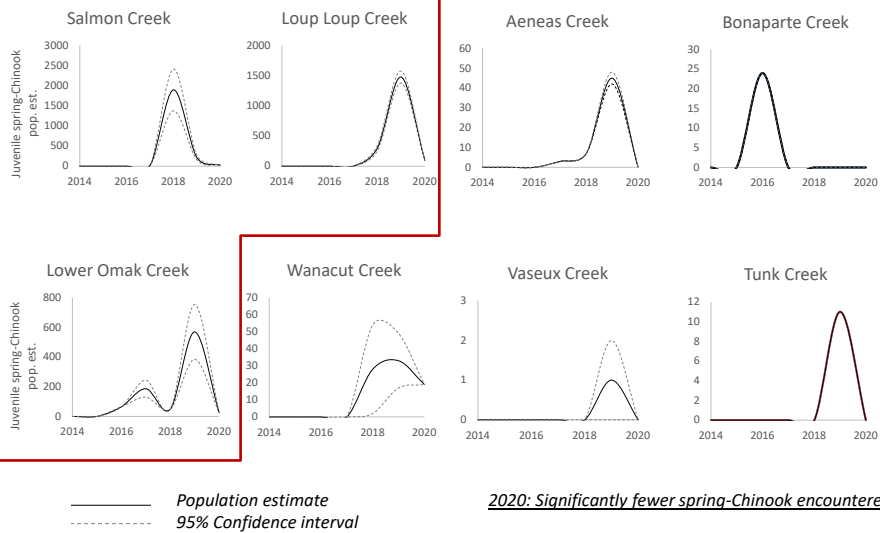 Salmon Creek
Juvenile spring-Chinook
pop. est.
3000
2500
2000
1500
1000
500
0
2014 2016 2018 2020
Loup Loup Creek
2000
1500
1000
500
0
2014 2016 2018 2020
Aeneas Creek
60
50
40
30
20
10
0
2014 2016 2018 2020
Bonaparte Creek
30
25
20
15
10
5
0
2014 2016 2018 2020
Lower Omak Creek
Juvenile spring-Chinook
pop. est.
800
600
400
200
0
2014 2016 2018 2020
Wanacut Creek
70
60
50
40
30
20
10
0
2014 2016 2018 2020
Vaseux Creek
3
2
1
0
2014 2016 2018 2020
Tunk Creek
12
10
8
6
4
2
0
2014 2016 2018 2020
Population estimate
95% Confidence interval
2020: Significantly fewer spring-Chinook encountere